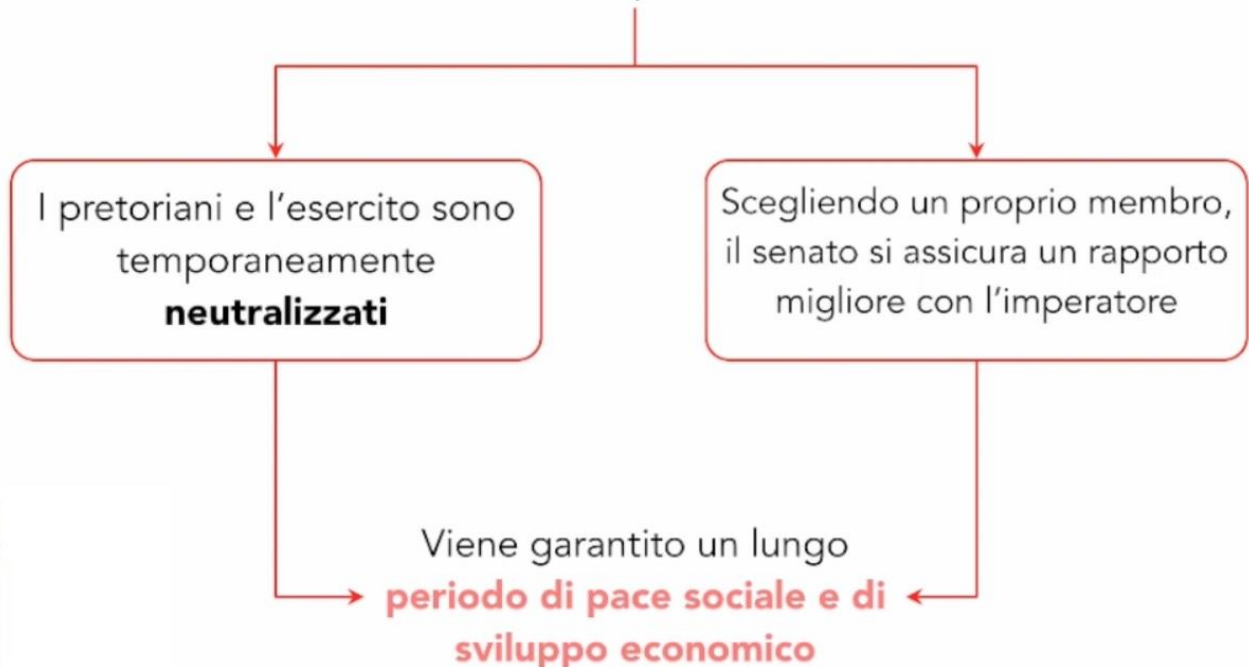 I pretoriani e l'esercito sono
temporaneamente
neutralizzati
Scegliendo un proprio membro,
il senato si assicura un rapporto
migliore con l'imperatore
Viene garantito un lungo
periodo di pace sociale e di
sviluppo economico